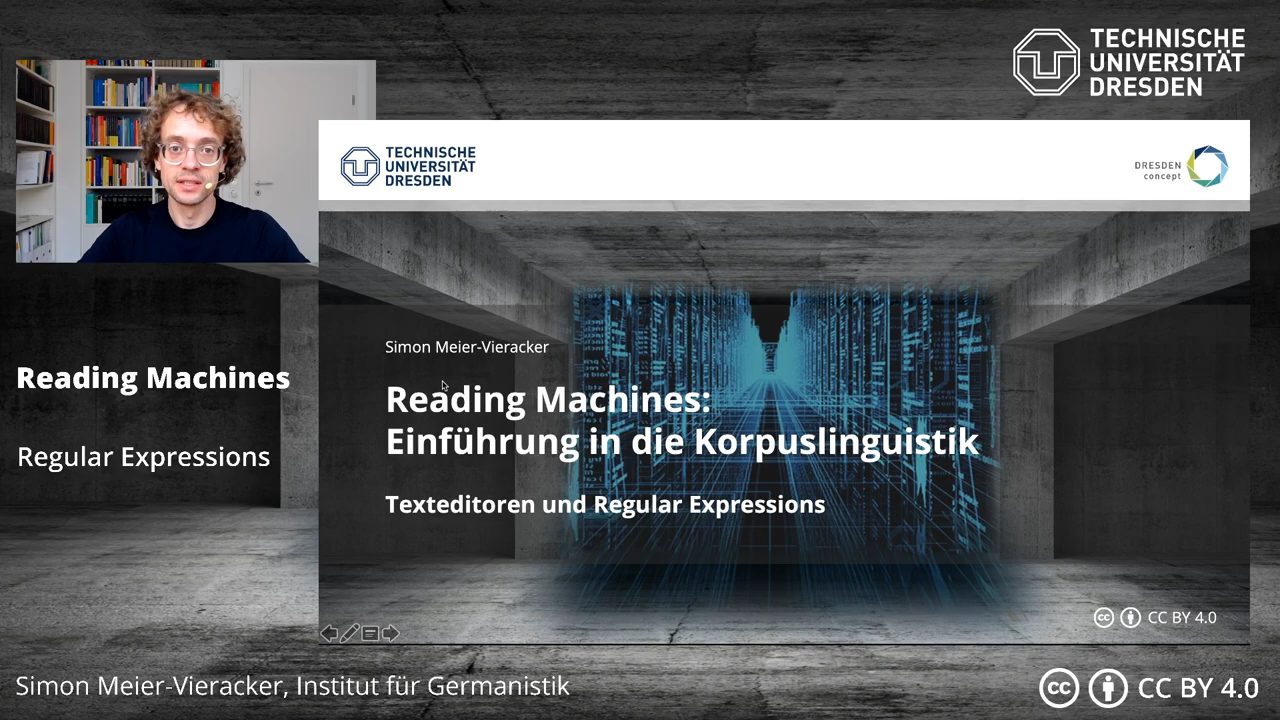 TECHNISCHE
UNIVERSITÄT
DRESDEN
TECHNISCHE
UNIVERSITÄT
DRESDEN
DRESDEN
concept
Simon Meier-Vieracker
Reading Machines:
Einführung in die Korpuslinguistik
Texteditoren und Regular Expressions
CC BY 4.0
Reading Machines
Regular Expressions
Simon Meier-Vieracker, Institut für Germanistik
CC BY 4.0